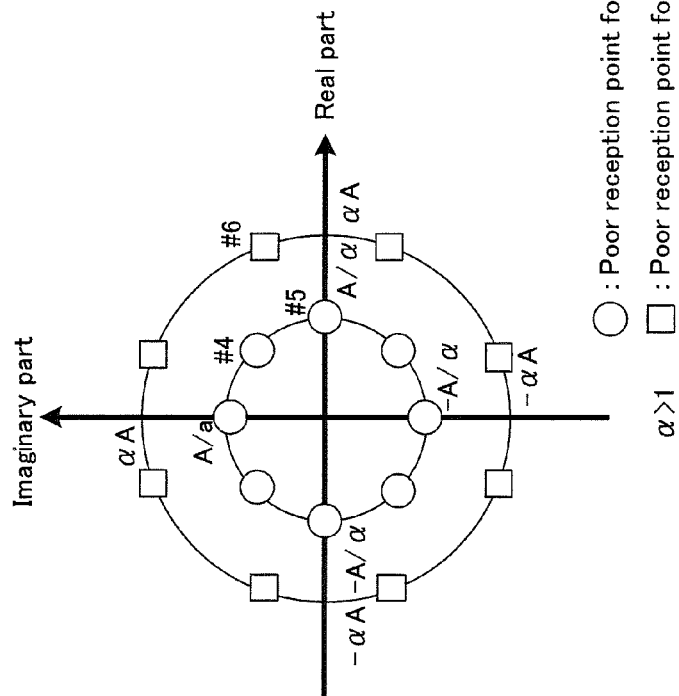 Imaginary part
αA
#6
#4
A/a
#5
A/α
αA
Real part
-αA
-A/α
-A/α
-αA
α>1
○ : Poor reception point fo
□ : Poor reception point fo